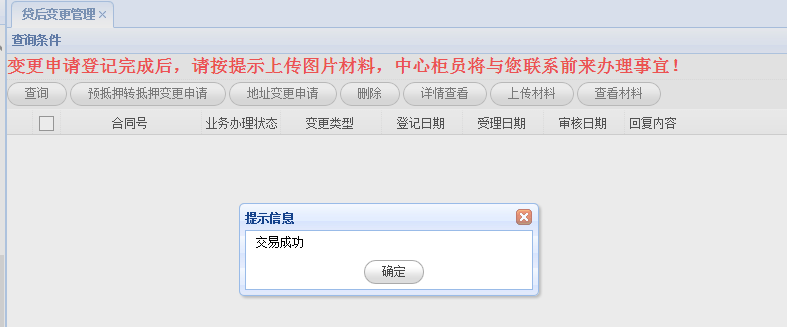 贷后变更管理
查询条件
变更申请登记完成后，请按提示上传图片材料，中心柜员将与您联系前来办理事宜！
查询 预抵押转抵押变更申请 地址变更申请 删除 详情查看 上传材料 查看材料
合同号 业务办理状态 变更类型 登记日期 受理日期 审核日期 回复内容
提示信息
交易成功
确定